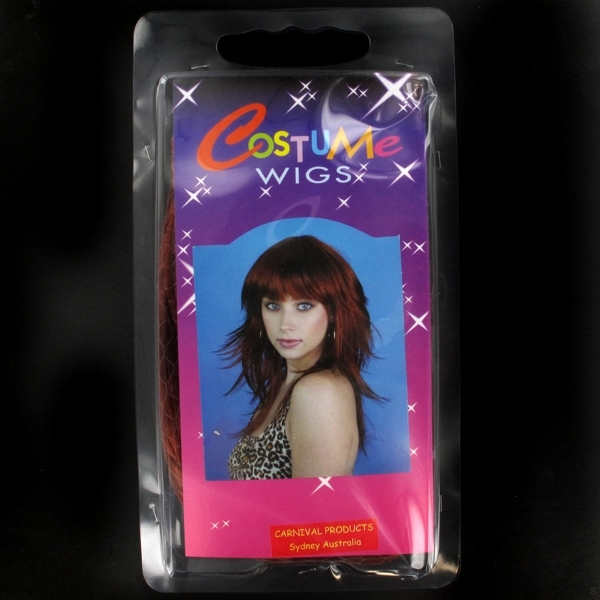 COSTUMe
WIGS
CARNIVAL PRODUCTS
Sydney Australia